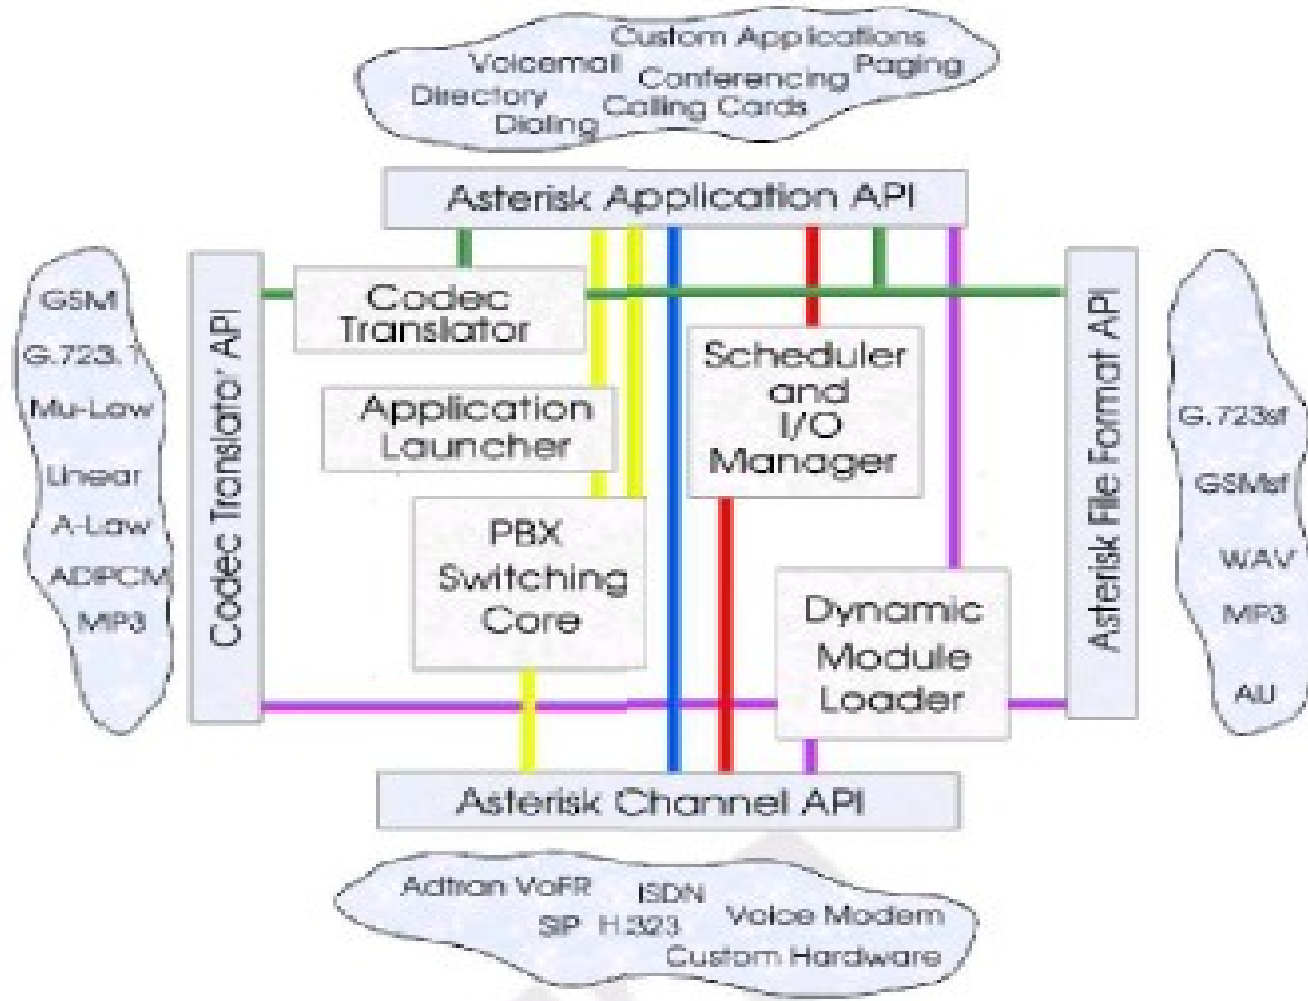 Custom Applications
Voicemail
Conferencing
Paging
Directory
Calling Cards
Dialing
Asterisk Application API
Codec Translator API
GSM
G.723.1
Mu-Law
Linear
A-Law
ADPCM
MP3
Codec
Translator
Application
Launcher
PBX
Switching
Core
Scheduler
and
I/O
Manager
Dynamic
Module
Loader
Asterisk File Format API
G.723sf
GSMsf
WAV
MP3
AU
Asterisk Channel API
Adtran VoFR
ISDN
SIP H.323
Voice Modem
Custom Hardware